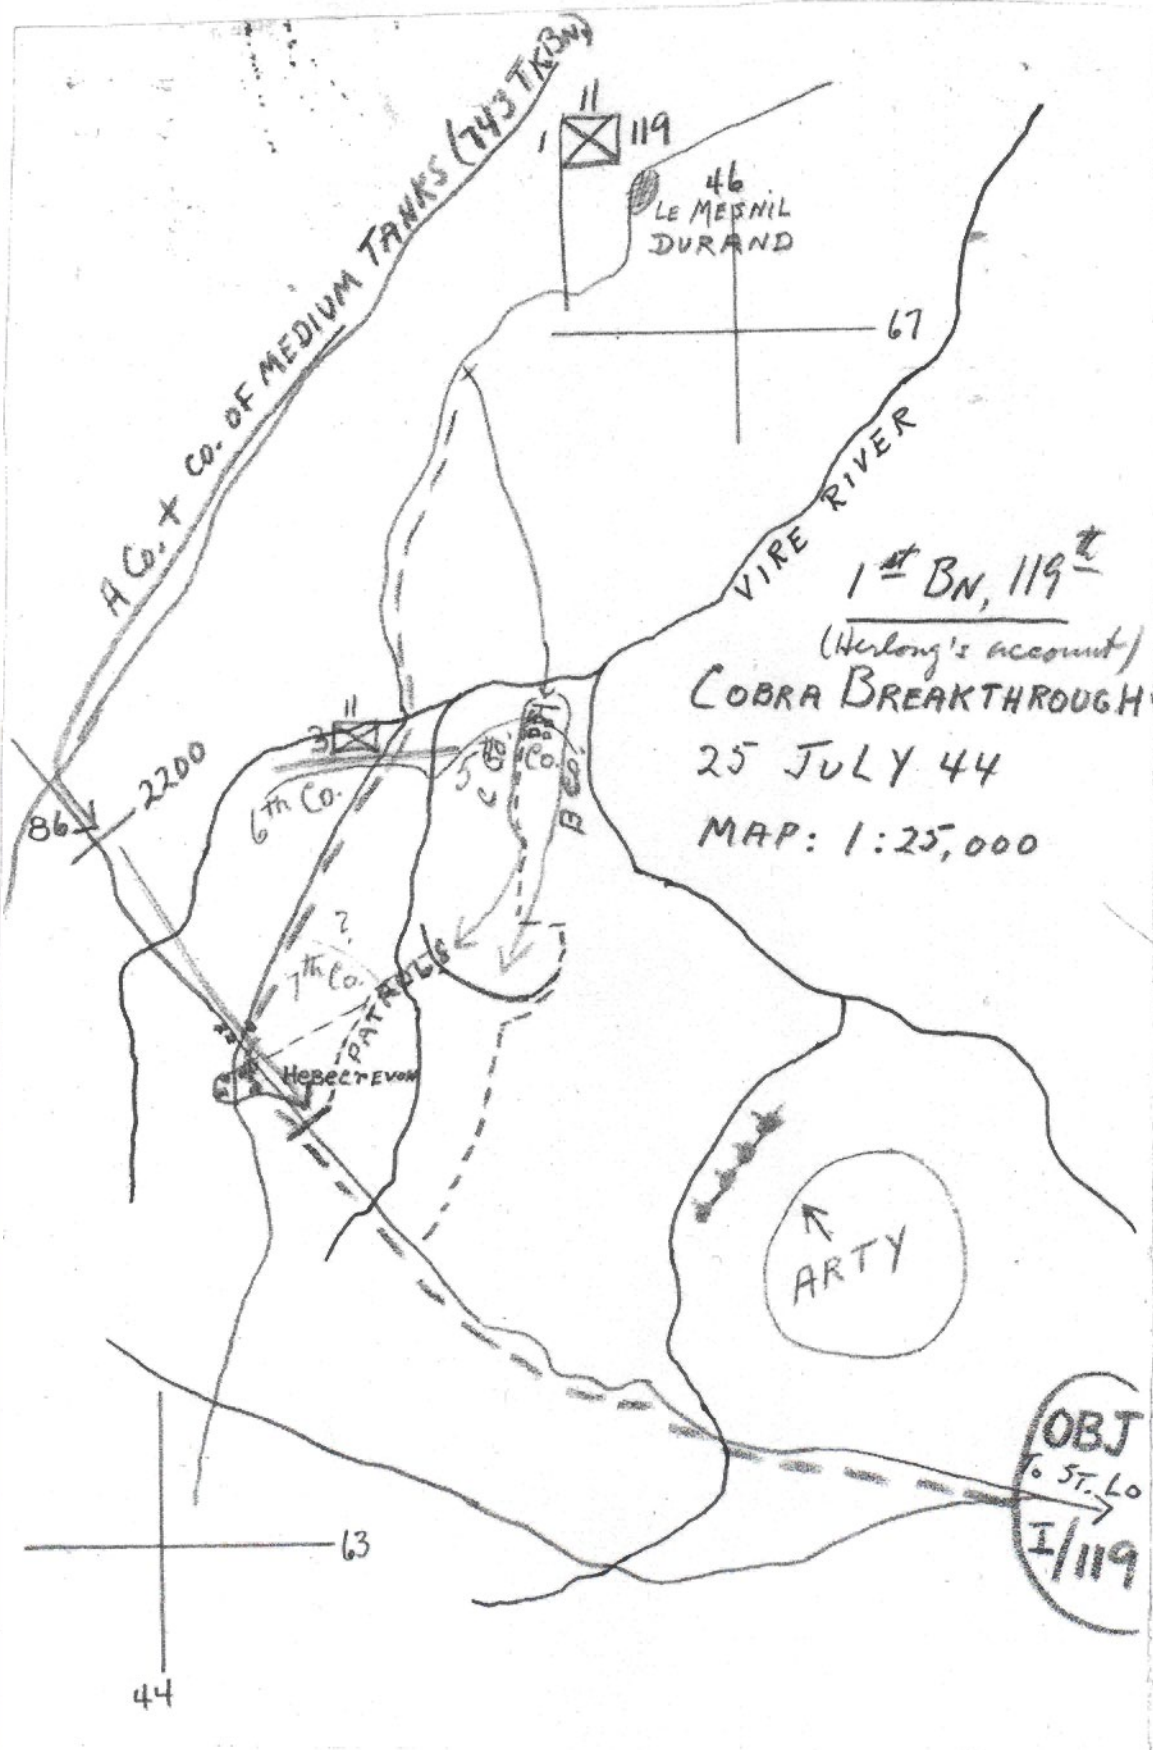 A Co. + Co. OF MEDIUM TANKS (743 TK BN)
II
1 119
46
LE MESNIL
DURAND
67
VIRE RIVER
1st BN, 119th
(Herlong's account)
COBRA BREAKTHROUGH
25 JULY 44
MAP: 1:25,000
II
3
6th Co.
5th Co.
C
B Co.
2200
86
?
7th Co.
PATROLS
HEBECREVON
ARTY
OBJ
TO ST. LO
I/119
63
44